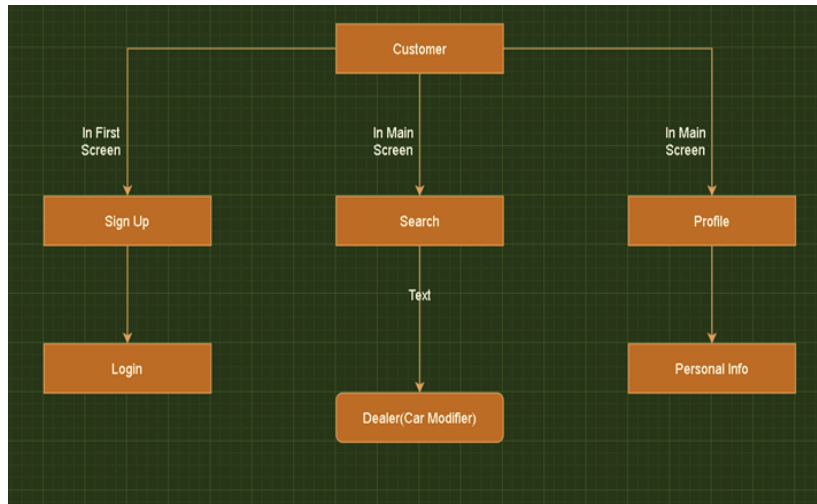 Customer
In First
Screen
In Main
Screen
In Main
Screen
Sign Up
Search
Profile
Text
Login
Personal Info
Dealer(Car Modifier)